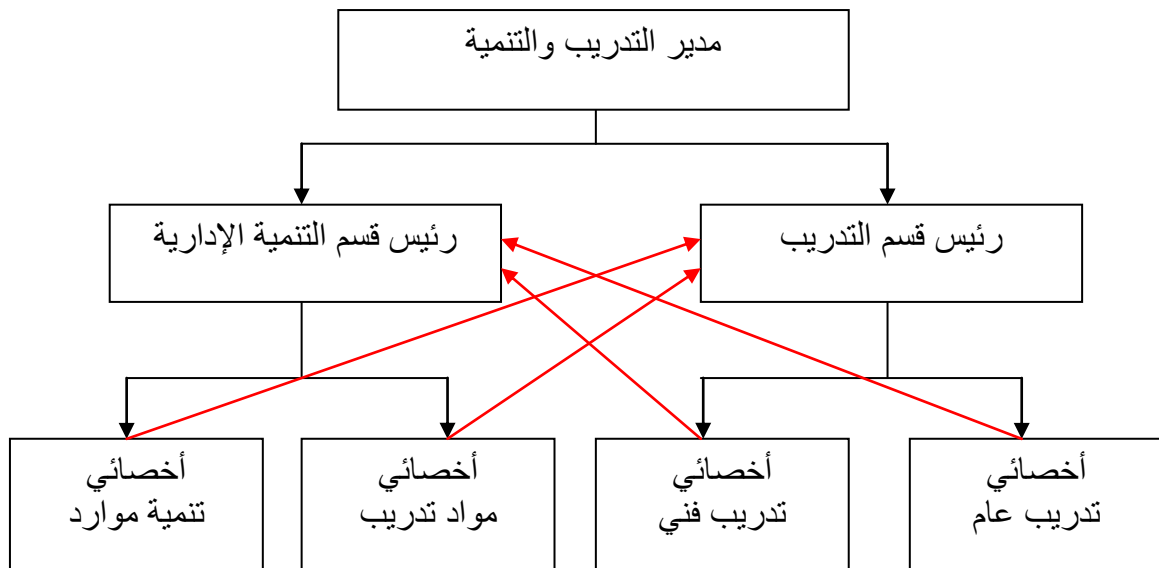 مدير التدريب والتنمية
رئيس قسم التدريب
رئيس قسم التنمية الإدارية
أخصائي
تدريب عام
أخصائي
تدريب فني
أخصائي
مواد تدريب
أخصائي
تنمية موارد